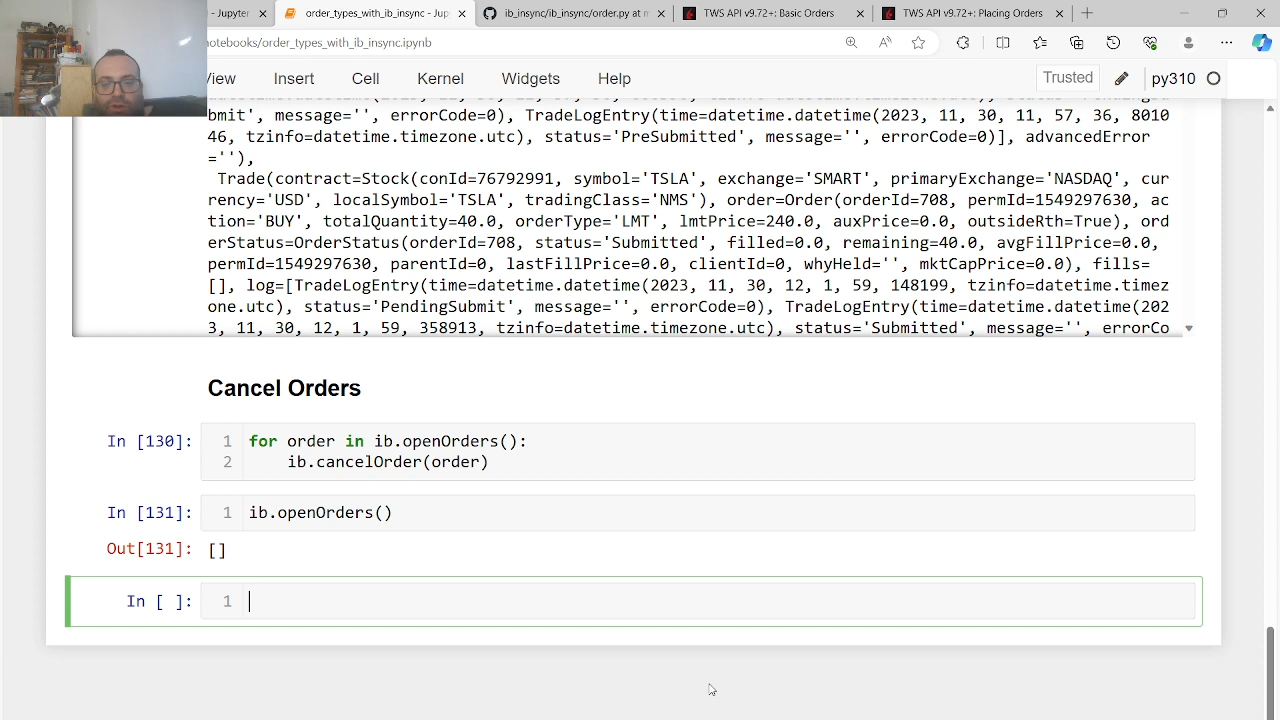 - Jupyter
order_types_with_ib_insync - Jup
ib_insync/ib_insync/order.py at m
TWS API v9.72+: Basic Orders
TWS API v9.72+: Placing Orders
notebooks/order_types_with_ib_insync.ipynb
View Insert Cell Kernel Widgets Help Trusted py310
bmit', message='', errorCode=0), TradeLogEntry(time=datetime.datetime(2023, 11, 30, 11, 57, 36, 8010
46, tzinfo=datetime.timezone.utc), status='PreSubmitted', message='', errorCode=0)], advancedError
=''),
Trade(contract=Stock(conId=76792991, symbol='TSLA', exchange='SMART', primaryExchange='NASDAQ', cur
rency='USD', localSymbol='TSLA', tradingClass='NMS'), order=Order(orderId=708, permId=1549297630, ac
tion='BUY', totalQuantity=40.0, orderType='LMT', lmtPrice=240.0, auxPrice=0.0, outsideRth=True), ord
erStatus=OrderStatus(orderId=708, status='Submitted', filled=0.0, remaining=40.0, avgFillPrice=0.0,
permId=1549297630, parentId=0, lastFillPrice=0.0, clientId=0, whyHeld='', mktCapPrice=0.0), fills=
[], log=[TradeLogEntry(time=datetime.datetime(2023, 11, 30, 12, 1, 59, 148199, tzinfo=datetime.timez
one.utc), status='PendingSubmit', message='', errorCode=0), TradeLogEntry(time=datetime.datetime(202
3, 11, 30, 12, 1, 59, 358913, tzinfo=datetime.timezone.utc), status='Submitted', message='', errorCo
Cancel Orders
In [130]: 1 for order in ib.openOrders():
2 ib.cancelOrder(order)
In [131]: 1 ib.openOrders()
Out[131]: []
In [ ]: 1